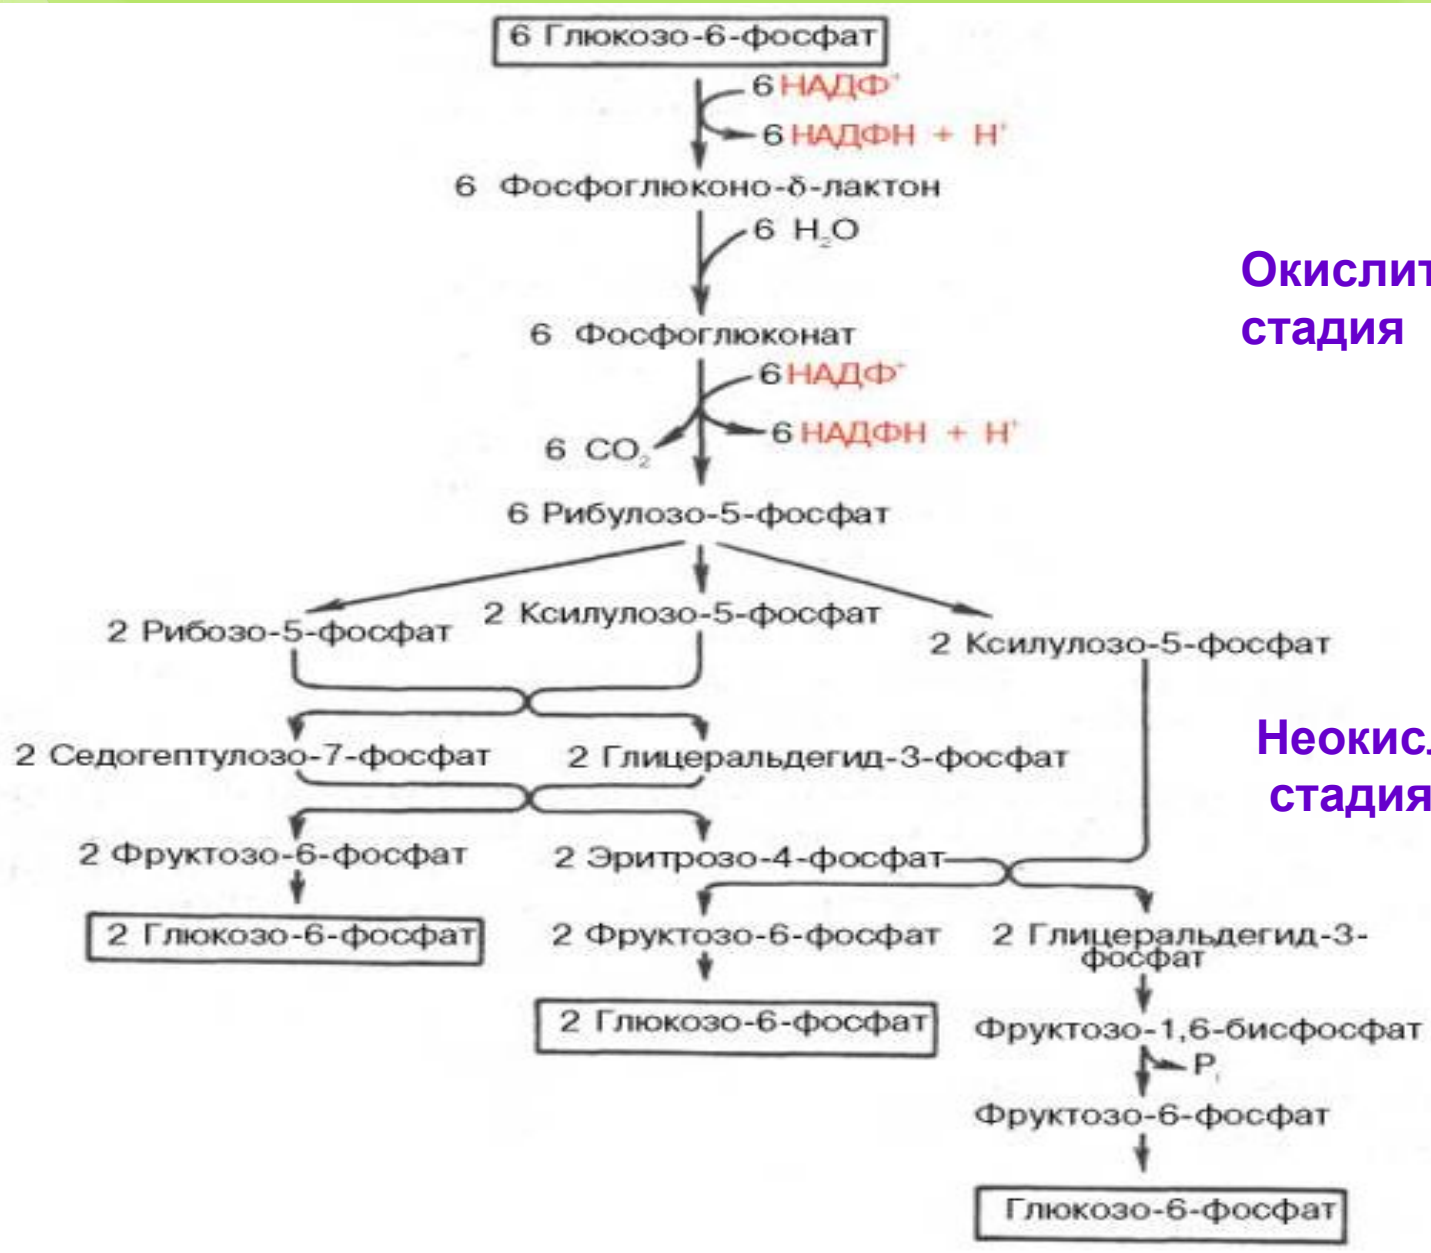 6 Глюкозо-6-фосфат
6 НАДФ⁺
6 НАДФН + Н⁺
6 Фосфоглюконо-δ-лактон
6 H₂O
Окислит
стадия
6 Фосфоглюконат
6 НАДФ⁺
6 НАДФН + Н⁺
6 CO₂
6 Рибулозо-5-фосфат
2 Рибозо-5-фосфат
2 Ксилулозо-5-фосфат
2 Ксилулозо-5-фосфат
Неокис
стадия
2 Седогептулозо-7-фосфат
2 Глицеральдегид-3-фосфат
2 Фруктозо-6-фосфат
2 Эритрозо-4-фосфат
2 Глюкозо-6-фосфат
2 Фруктозо-6-фосфат
2 Глицеральдегид-3-
фосфат
2 Глюкозо-6-фосфат
Фруктозо-1,6-бисфосфат
Pᵢ
Фруктозо-6-фосфат
Глюкозо-6-фосфат